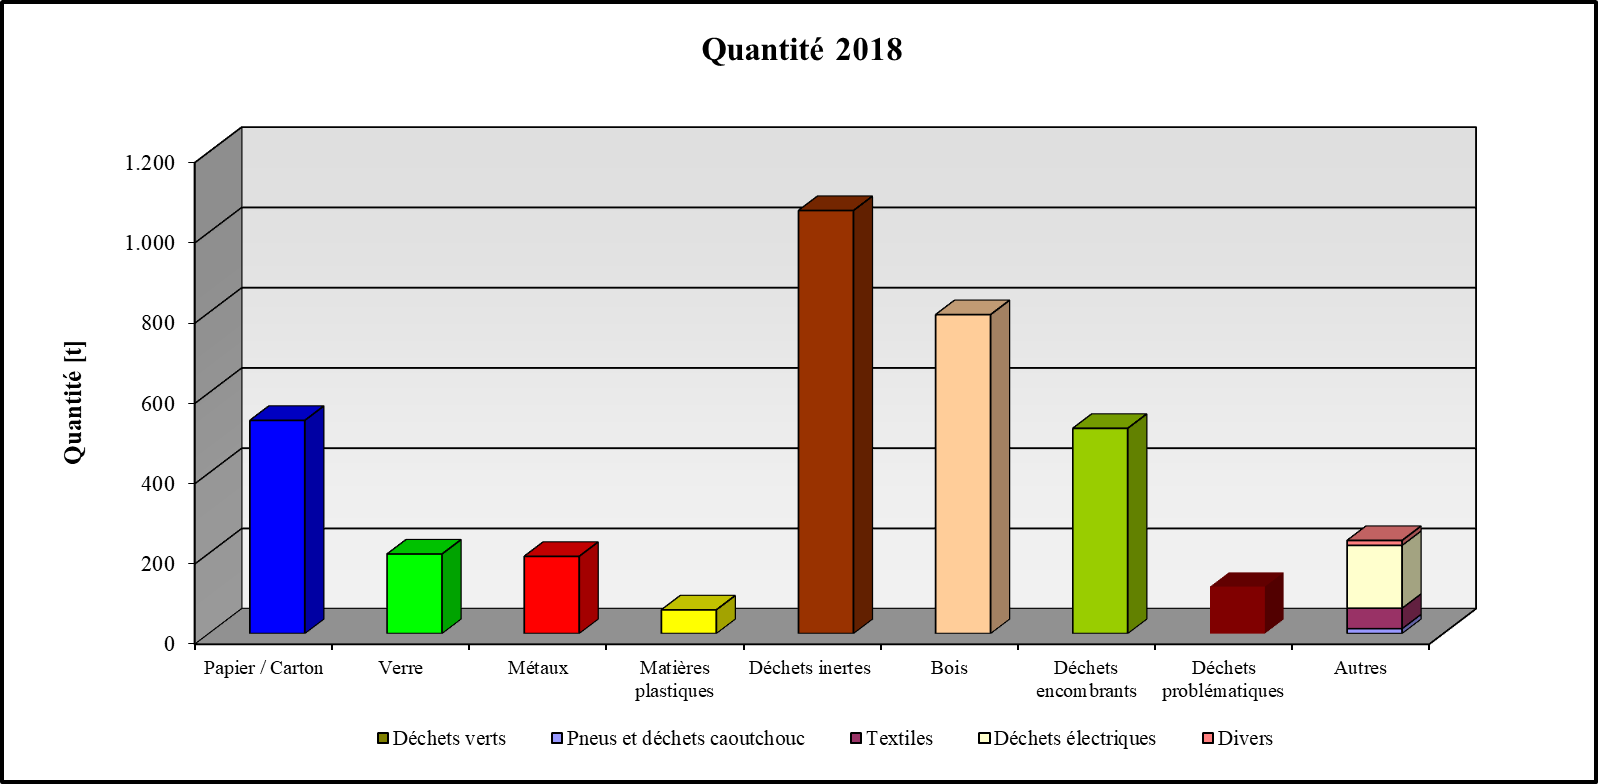 Quantité 2018
Quantité [t]
1.200
1.000
800
600
400
200
0
Papier / Carton
Verre
Métaux
Matières
plastiques
Déchets inertes
Bois
Déchets
encombrants
Déchets
problématiques
Autres
Déchets verts
Pneus et déchets caoutchouc
Textiles
Déchets électriques
Divers